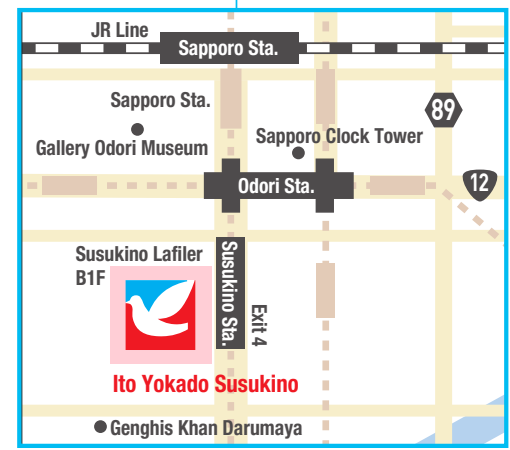 JR Line
Sapporo Sta.
Sapporo Sta.
89
Gallery Odori Museum
Sapporo Clock Tower
Odori Sta.
12
Susukino Lafiler
B1F
Susukino Sta.
Exit 4
Ito Yokado Susukino
Genghis Khan Darumaya